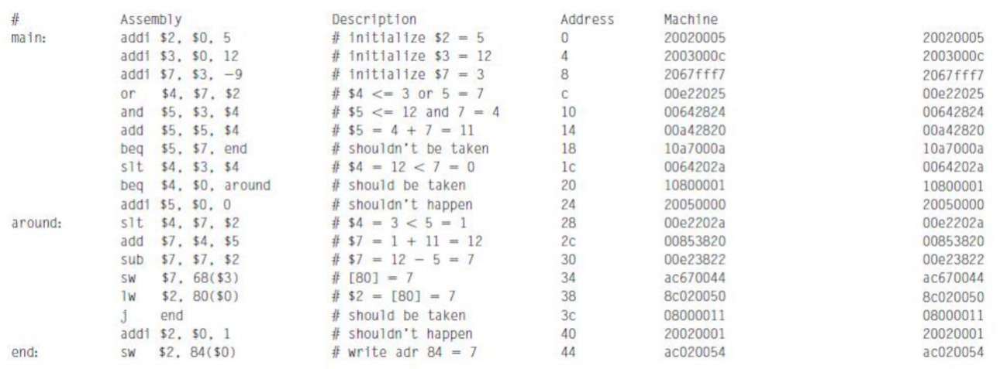 # Assembly Description Address Machine
main: addi $2, $0, 5 # initialize $2 = 5 0 20020005 20020005
addi $3, $0, 12 # initialize $3 = 12 4 2003000c 2003000c
addi $7, $3, −9 # initialize $7 = 3 8 2067fff7 2067fff7
or $4, $7, $2 # $4 <= 3 or 5 = 7 c 00e22025 00e22025
and $5, $3, $4 # $5 <= 12 and 7 = 4 10 00642824 00642824
add $5, $5, $4 # $5 = 4 + 7 = 11 14 00a42820 00a42820
beq $5, $7, end # shouldn't be taken 18 10a7000a 10a7000a
slt $4, $3, $4 # $4 = 12 < 7 = 0 1c 0064202a 0064202a
beq $4, $0, around # should be taken 20 10800001 10800001
addi $5, $0, 0 # shouldn't happen 24 20050000 20050000
around: slt $4, $7, $2 # $4 = 3 < 5 = 1 28 00e2202a 00e2202a
add $7, $4, $5 # $7 = 1 + 11 = 12 2c 00853820 00853820
sub $7, $7, $2 # $7 = 12 − 5 = 7 30 00e23822 00e23822
sw $7, 68($3) # [80] = 7 34 ac670044 ac670044
lw $2, 80($0) # $2 = [80] = 7 38 8c020050 8c020050
j end # should be taken 3c 08000011 08000011
addi $2, $0, 1 # shouldn't happen 40 20020001 20020001
end: sw $2, 84($0) # write adr 84 = 7 44 ac020054 ac020054